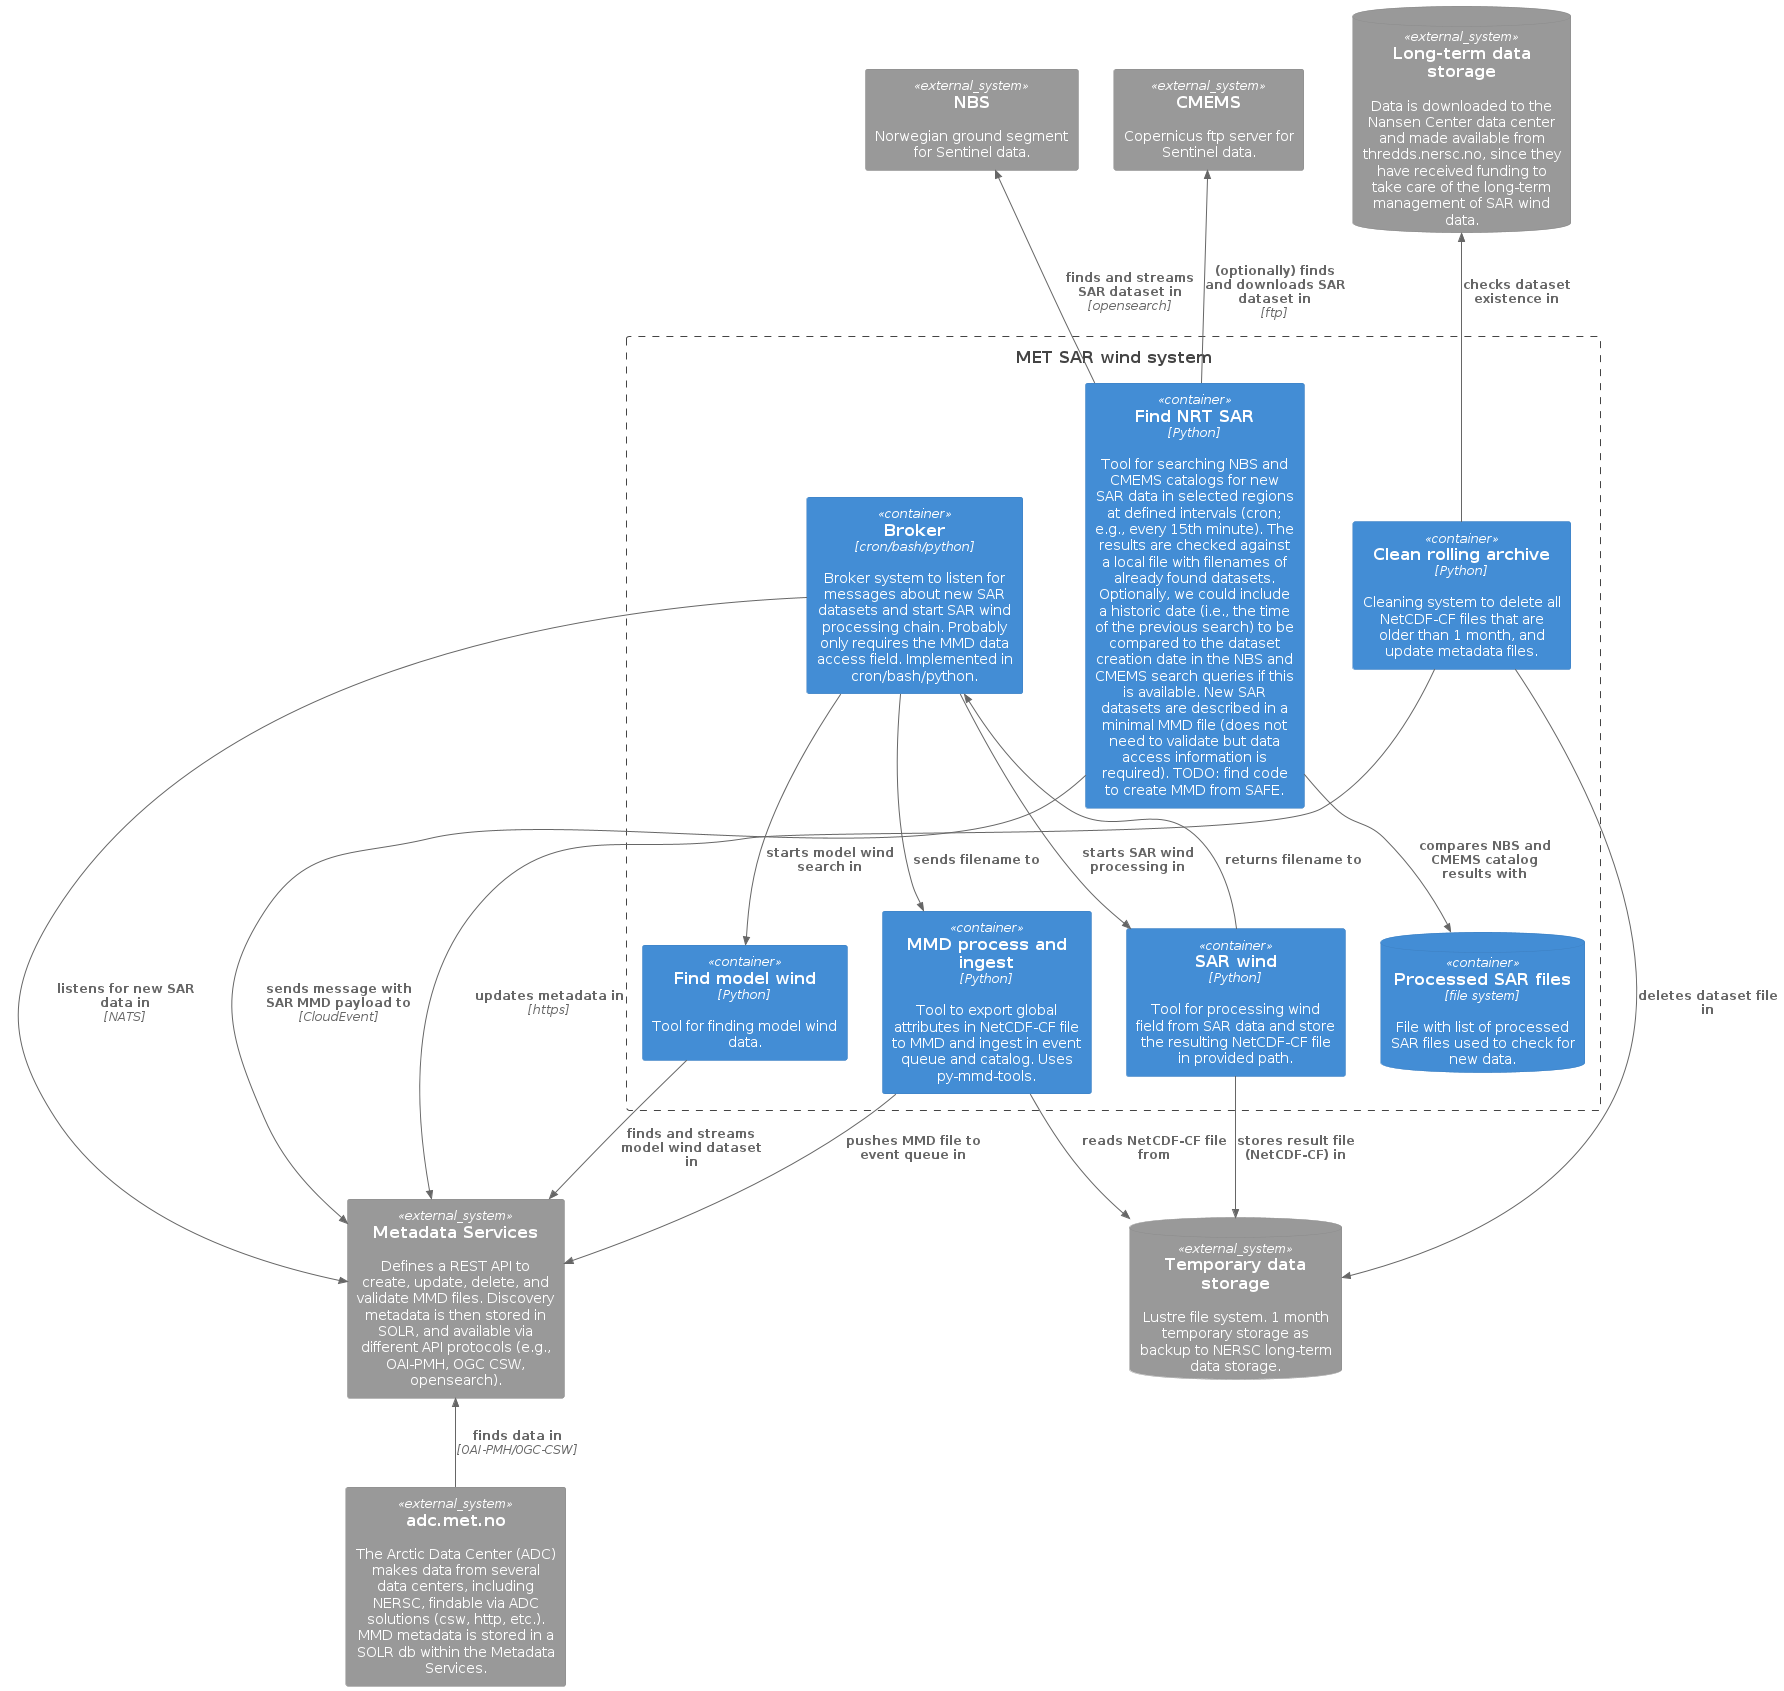 «external_system»
NBS
Norwegian ground segment
for Sentinel data.
«external_system»
CMEMS
Copernicus ftp server for
Sentinel data.
«external_system»
Long-term data
storage
Data is downloaded to the
Nansen Center data center
and made available from
thredds.nersc.no, since they
have received funding to
take care of the long-term
management of SAR wind
data.
finds and streams
SAR dataset in
[opensearch]
(optionally) finds
and downloads SAR
dataset in
[ftp]
checks dataset
existence in
MET SAR wind system
«container»
Find NRT SAR
[Python]
Tool for searching NBS and
CMEMS catalogs for new
SAR data in selected regions
at defined intervals (cron;
e.g., every 15th minute). The
results are checked against
a local file with filenames of
already found datasets.
Optionally, we could include
a historic date (i.e., the time
of the previous search) to be
compared to the dataset
creation date in the NBS and
CMEMS search queries if this
is available. New SAR
datasets are described in a
minimal MMD file (does not
need to validate but data
access information is
required). TODO: find code
to create MMD from SAFE.
«container»
Broker
[cron/bash/python]
Broker system to listen for
messages about new SAR
datasets and start SAR wind
processing chain. Probably
only requires the MMD data
access field. Implemented in
cron/bash/python.
«container»
Clean rolling archive
[Python]
Cleaning system to delete all
NetCDF-CF files that are
older than 1 month, and
update metadata files.
starts model wind
search in
sends filename to
starts SAR wind
processing in
returns filename to
compares NBS and
CMEMS catalog
results with
listens for new SAR
data in
[NATS]
sends message with
SAR MMD payload to
[CloudEvent]
updates metadata in
[https]
«container»
Find model wind
[Python]
Tool for finding model wind
data.
«container»
MMD process and
ingest
[Python]
Tool to export global
attributes in NetCDF-CF file
to MMD and ingest in event
queue and catalog. Uses
py-mmd-tools.
«container»
SAR wind
[Python]
Tool for processing wind
field from SAR data and store
the resulting NetCDF-CF file
in provided path.
«container»
Processed SAR files
[file system]
File with list of processed
SAR files used to check for
new data.
deletes dataset file
in
finds and streams
model wind dataset
in
pushes MMD file to
event queue in
reads NetCDF-CF file
from
stores result file
(NetCDF-CF) in
«external_system»
Metadata Services
Defines a REST API to
create, update, delete, and
validate MMD files. Discovery
metadata is then stored in
SOLR, and available via
different API protocols (e.g.,
OAI-PMH, OGC CSW,
opensearch).
«external_system»
Temporary data
storage
Lustre file system. 1 month
temporary storage as
backup to NERSC long-term
data storage.
finds data in
[OAI-PMH/OGC-CSW]
«external_system»
adc.met.no
The Arctic Data Center (ADC)
makes data from several
data centers, including
NERSC, findable via ADC
solutions (csw, http, etc.).
MMD metadata is stored in a
SOLR db within the Metadata
Services.